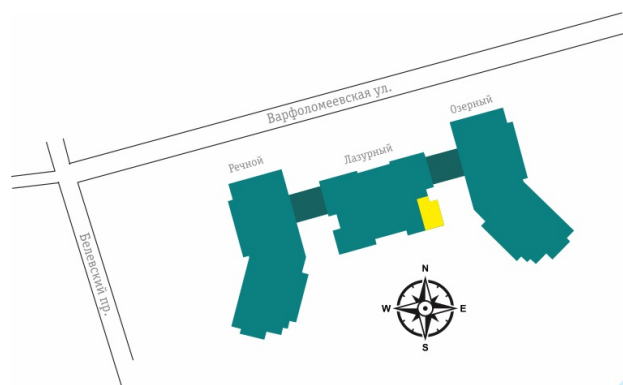 Варфоломеевская ул.
Озерный
Лазурный
Речной
Белевский пр.
N
W
E
S